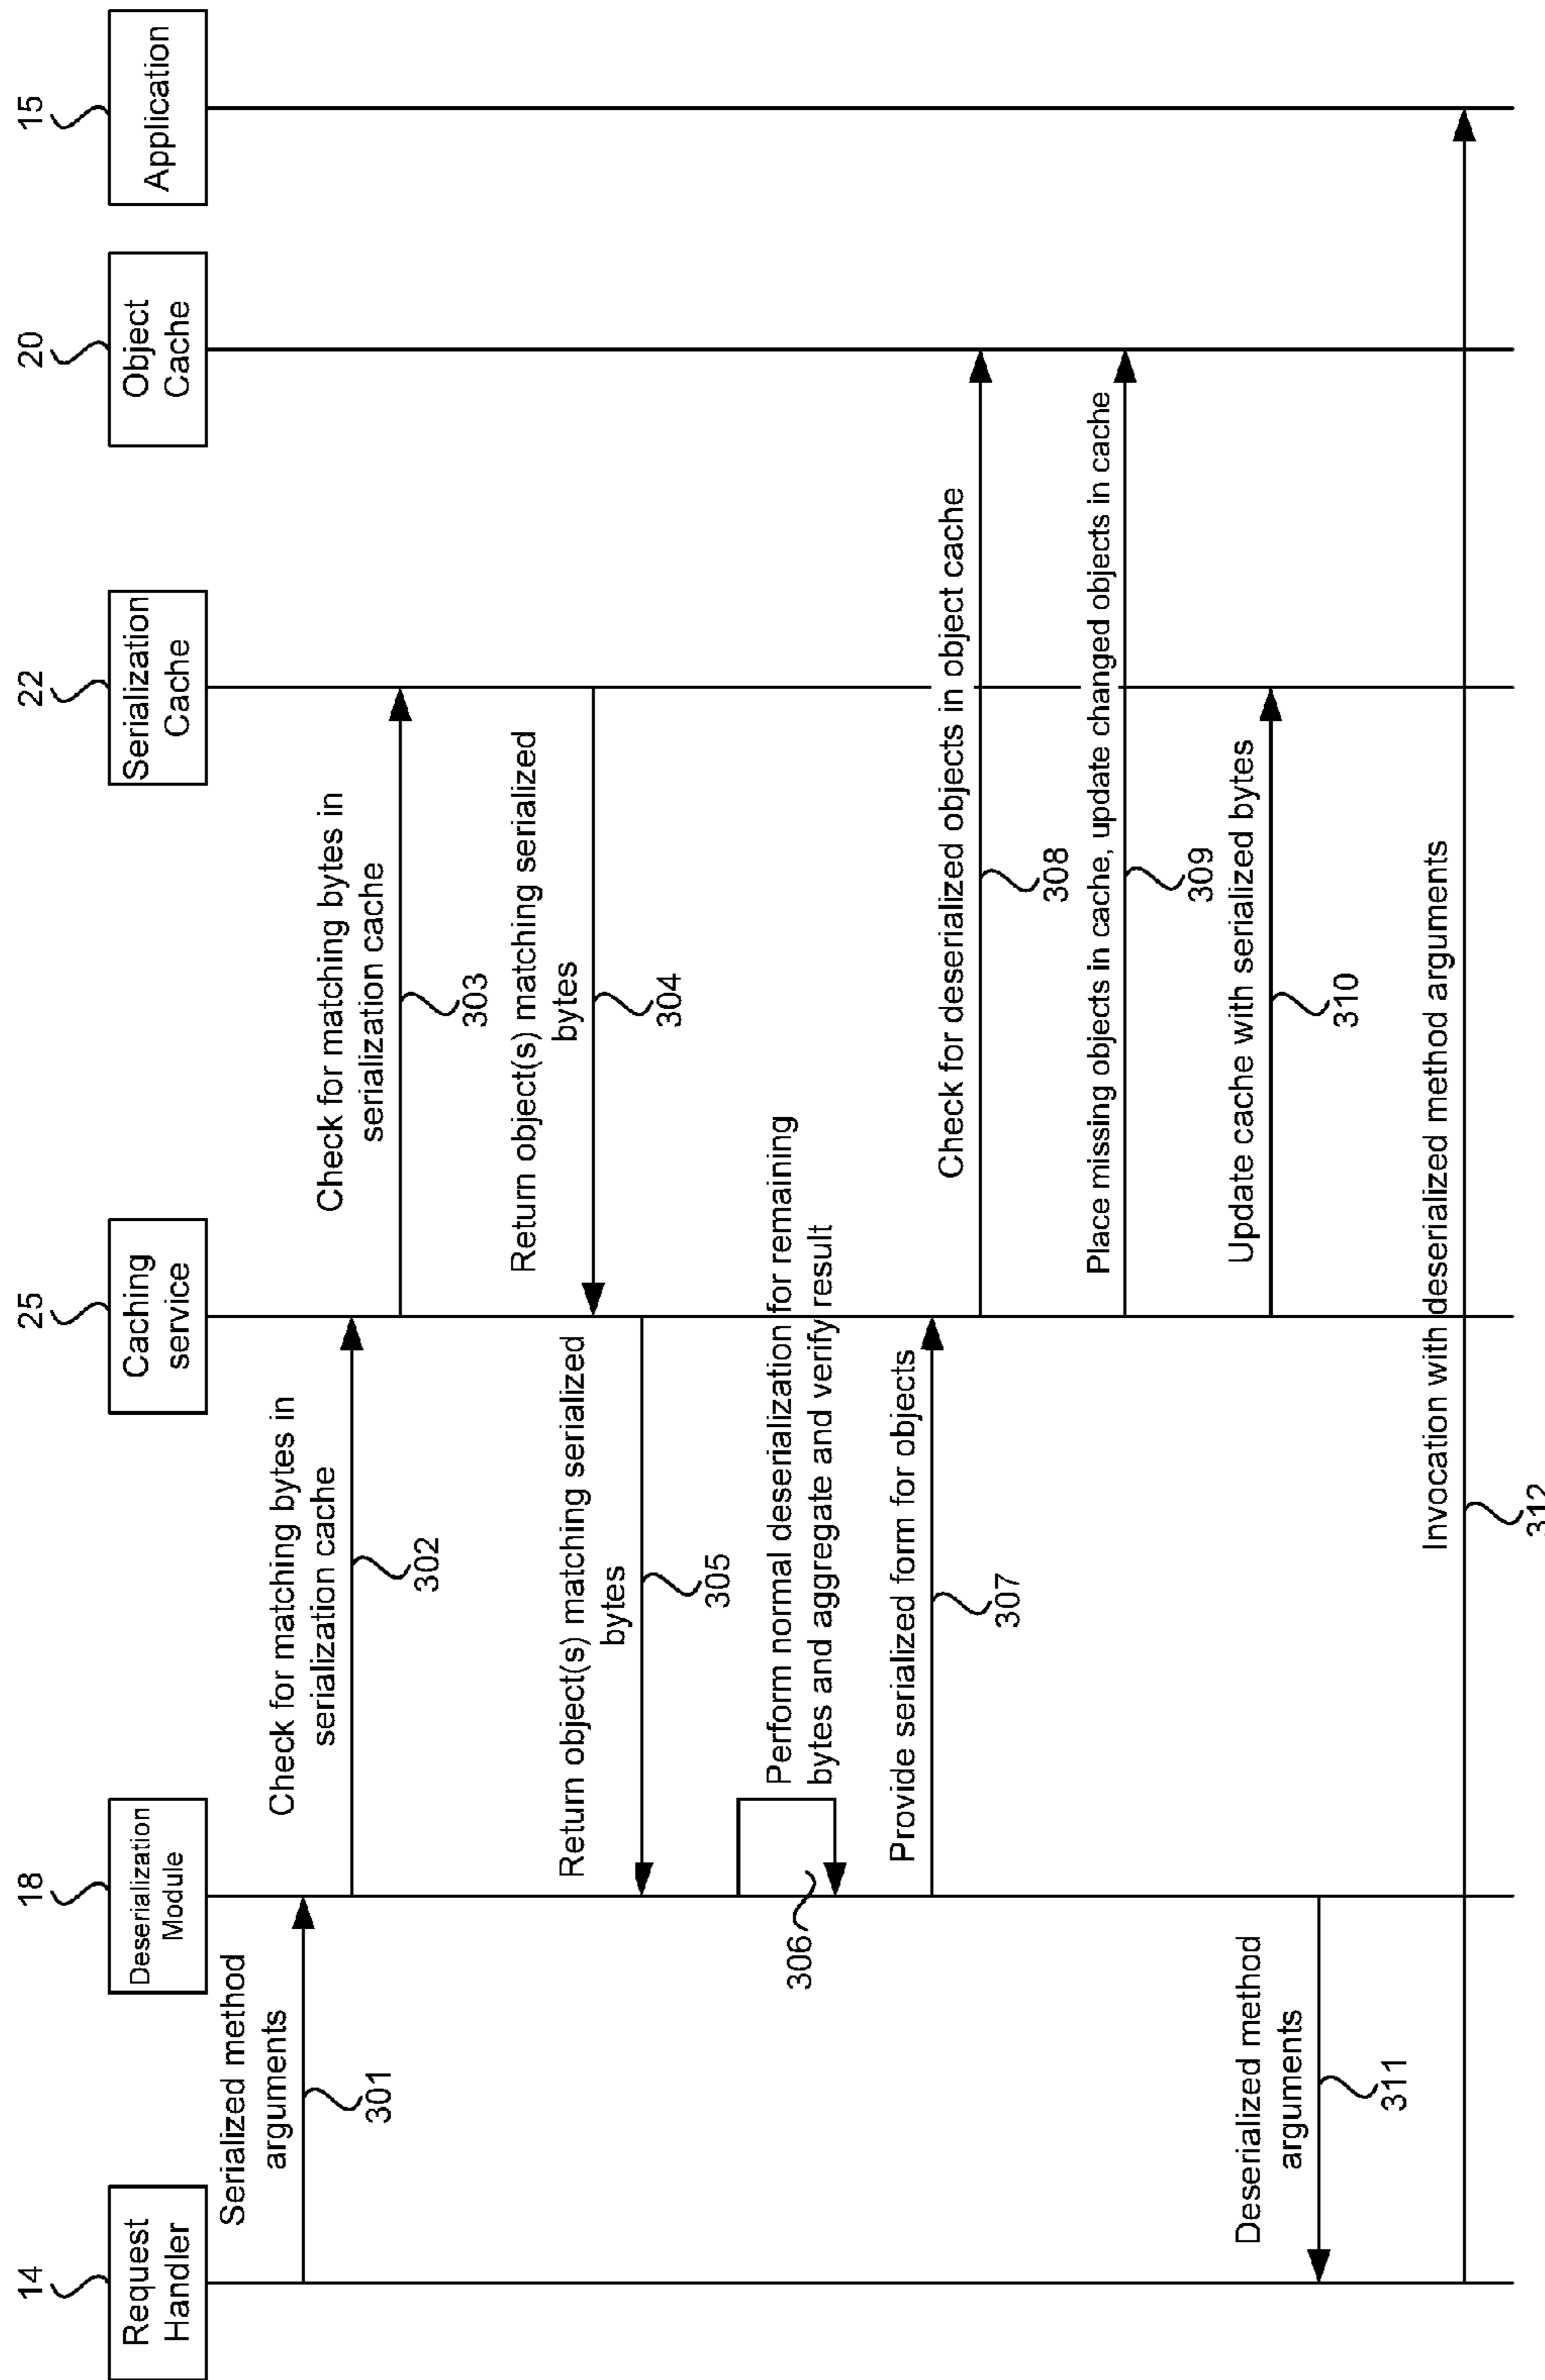 14
18
25
22
20
15
Request
Handler
Deserialization
Module
Caching
service
Serialization
Cache
Object
Cache
Application
Serialized method
arguments
301
Check for matching bytes in
serialization cache
302
Check for matching bytes in
serialization cache
303
Return object(s) matching serialized
bytes
304
Return object(s) matching serialized
bytes
305
Perform normal deserialization for remaining
bytes and aggregate and verify result
306
Provide serialized form for objects
307
Check for deserialized objects in object cache
308
Place missing objects in cache, update changed objects in cache
309
Update cache with serialized bytes
310
Deserialized method
arguments
311
Invocation with deserialized method arguments
312